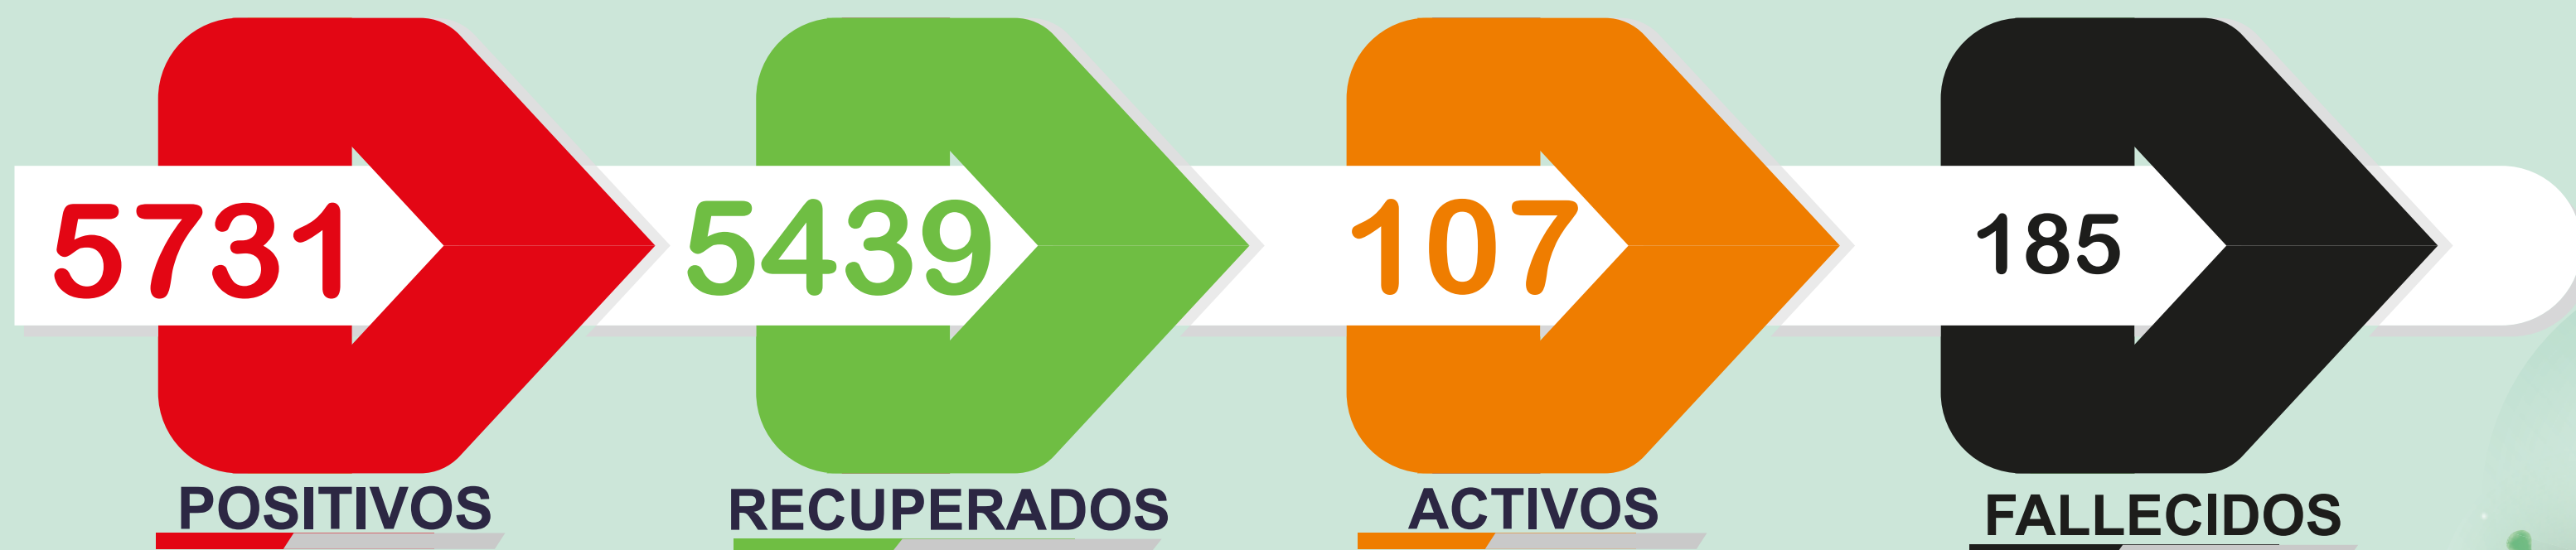 5731
5439
107
185
POSITIVOS
RECUPERADOS
ACTIVOS
FALLECIDOS